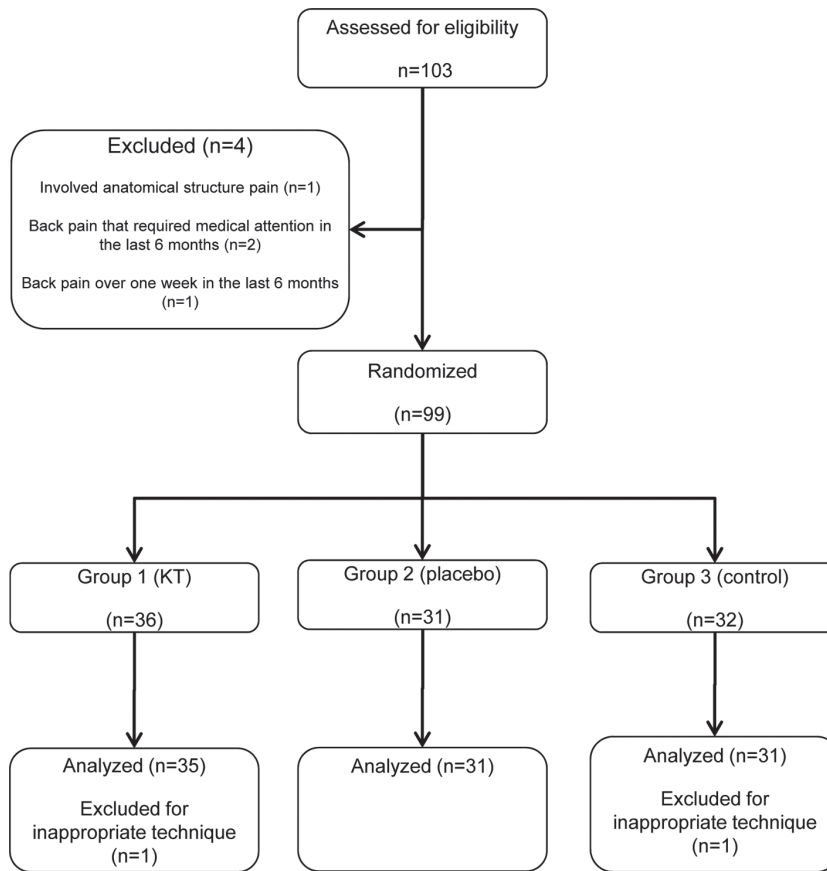 Assessed for eligibility
n=103
Excluded (n=4)
Involved anatomical structure pain (n=1)
Back pain that required medical attention in
the last 6 months (n=2)
Back pain over one week in the last 6 months
(n=1)
Randomized
(n=99)
Group 1 (KT)
(n=36)
Group 2 (placebo)
(n=31)
Group 3 (control)
(n=32)
Analyzed (n=35)
Excluded for
inappropriate technique
(n=1)
Analyzed (n=31)
Analyzed (n=31)
Excluded for
inappropriate technique
(n=1)